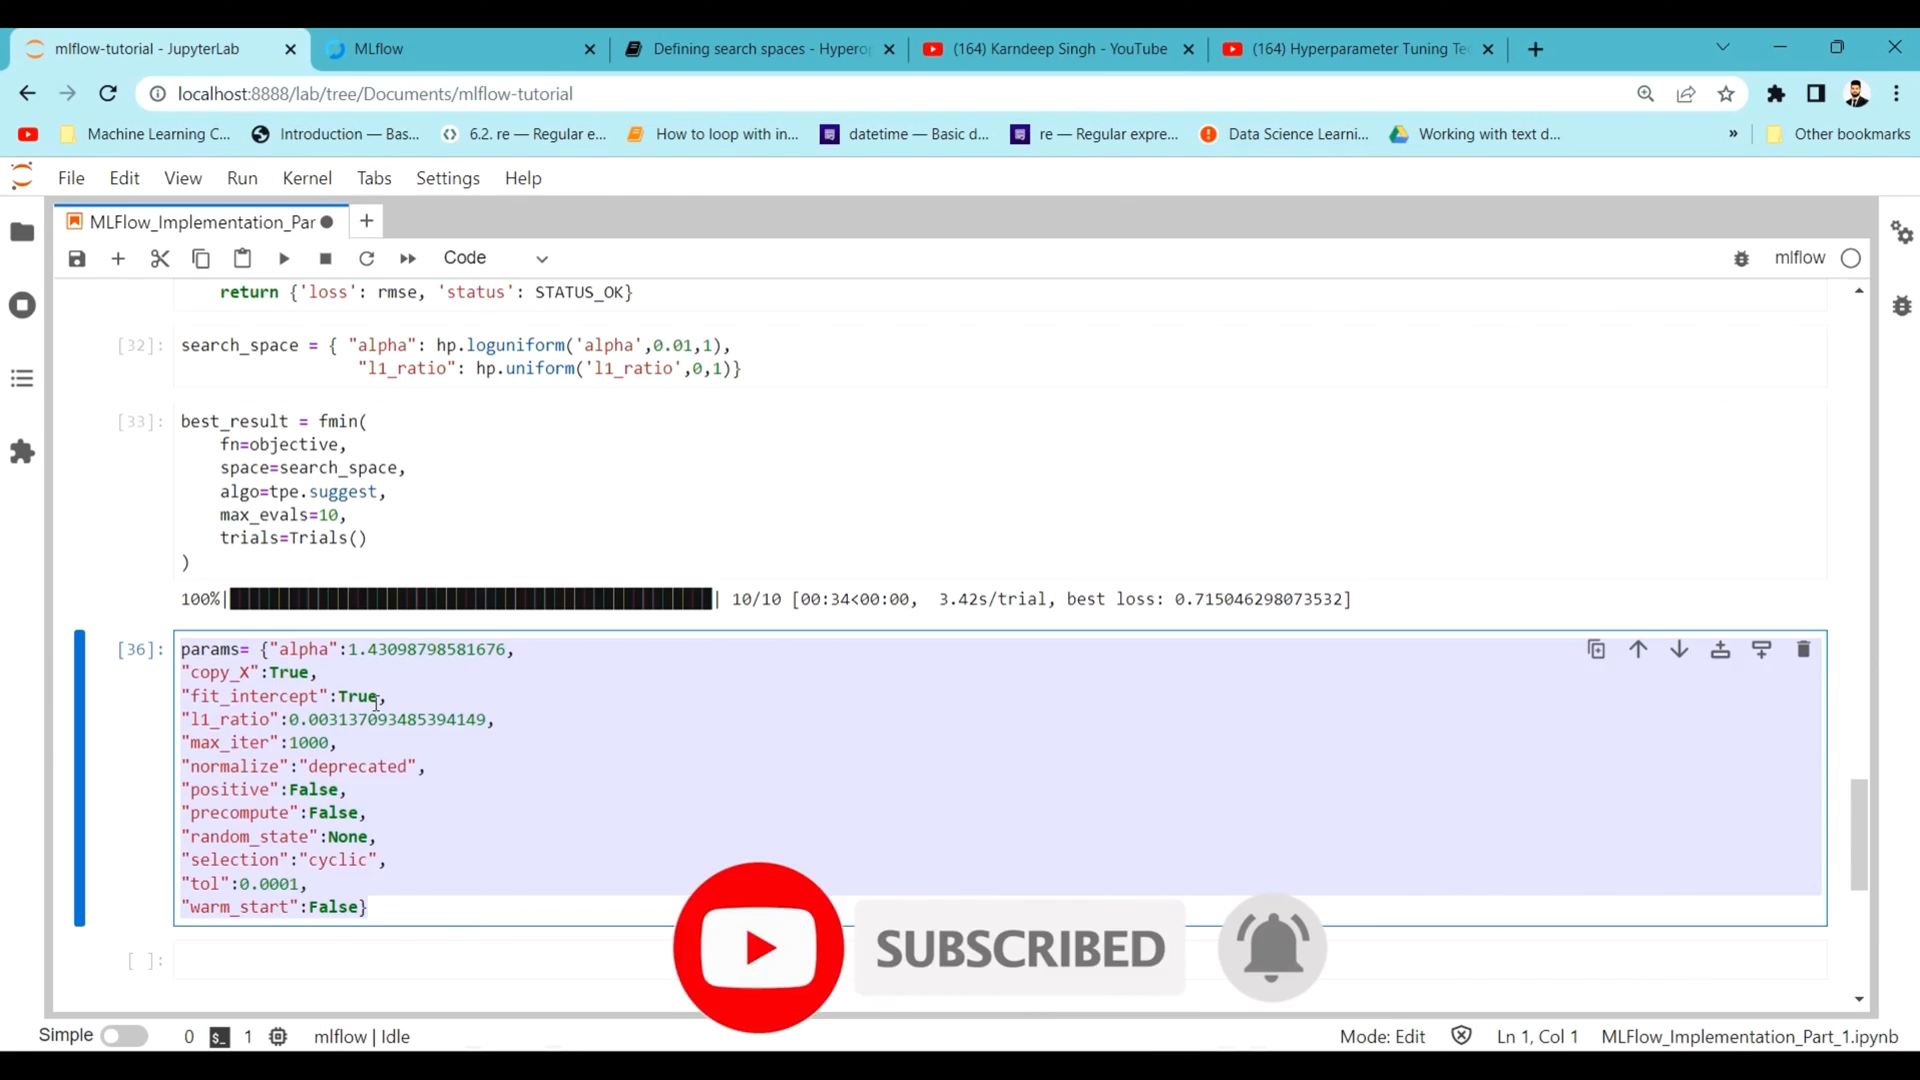 mlflow-tutorial - JupyterLab
MLflow
Defining search spaces - Hyperop
(164) Karndeep Singh - YouTube
(164) Hyperparameter Tuning Te
localhost:8888/lab/tree/Documents/mlflow-tutorial
Machine Learning C...
Introduction — Bas...
6.2. re — Regular e...
How to loop with in...
datetime — Basic d...
re — Regular expre...
Data Science Learni...
Working with text d...
»
Other bookmarks
File Edit View Run Kernel Tabs Settings Help
MLFlow_Implementation_Par
Code
mlflow
return {'loss': rmse, 'status': STATUS_OK}
[32]: search_space = { "alpha": hp.loguniform('alpha',0.01,1),
"l1_ratio": hp.uniform('l1_ratio',0,1)}
[33]: best_result = fmin(
fn=objective,
space=search_space,
algo=tpe.suggest,
max_evals=10,
trials=Trials()
)
100%| | 10/10 [00:34<00:00, 3.42s/trial, best loss: 0.715046298073532]
[36]: params= {"alpha":1.43098798581676,
"copy_X":True,
"fit_intercept":True,
"l1_ratio":0.003137093485394149,
"max_iter":1000,
"normalize":"deprecated",
"positive":False,
"precompute":False,
"random_state":None,
"selection":"cyclic",
"tol":0.0001,
"warm_start":False}
[ ]:
SUBSCRIBED
Simple 0 $_ 1 mlflow | Idle
Mode: Edit Ln 1, Col 1 MLFlow_Implementation_Part_1.ipynb